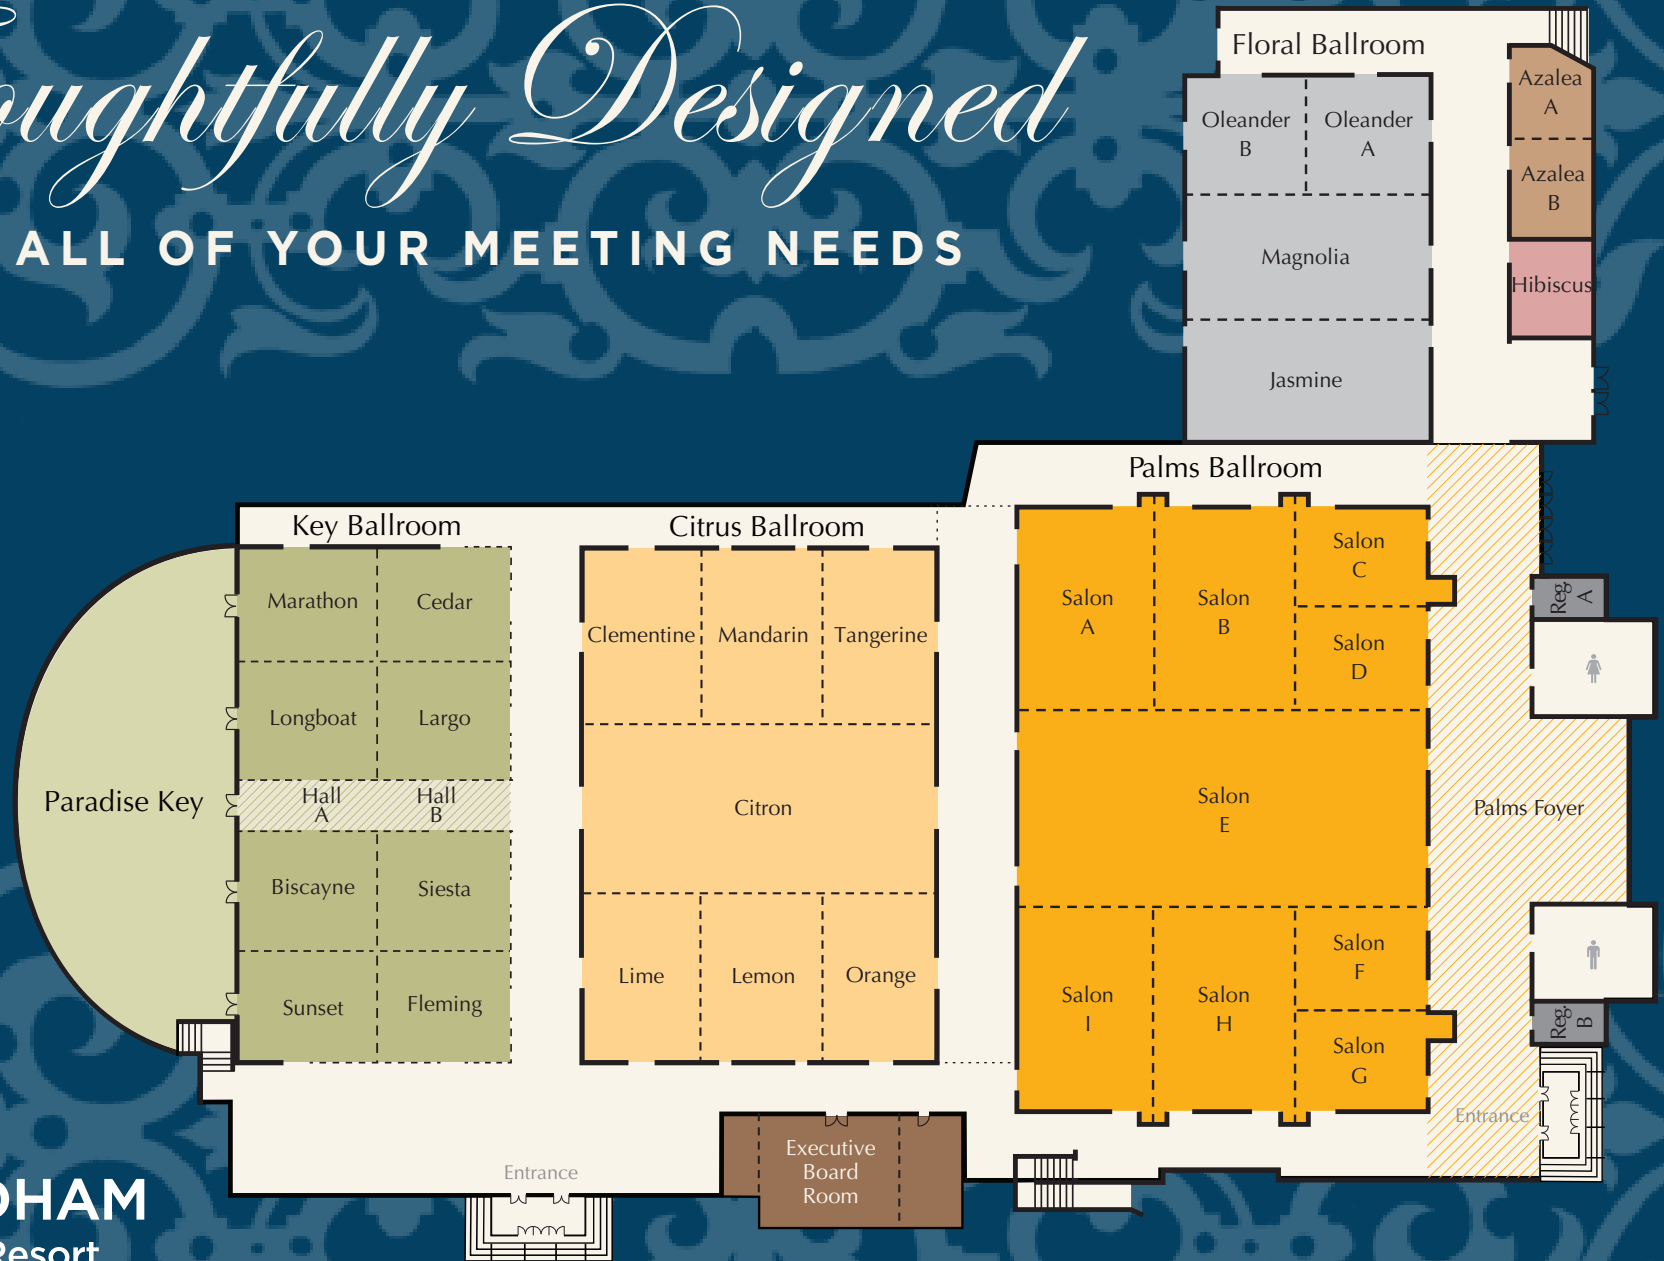 Designed
ALL OF YOUR MEETING NEEDS
Floral Ballroom
Oleander
B
Oleander
A
Magnolia
Jasmine
Azalea
A
Azalea
B
Hibiscus
Palms Ballroom
Salon
A
Salon
B
Salon
C
Salon
D
Salon
E
Salon
F
Salon
G
Salon
H
Salon
I
Palms Foyer
Reg.
A
Reg.
B
Entrance
Citrus Ballroom
Clementine
Mandarin
Tangerine
Citron
Lime
Lemon
Orange
Key Ballroom
Marathon
Cedar
Longboat
Largo
Hall
A
Hall
B
Biscayne
Siesta
Sunset
Fleming
Paradise Key
Executive
Board
Room
Entrance
DHAM
Resort